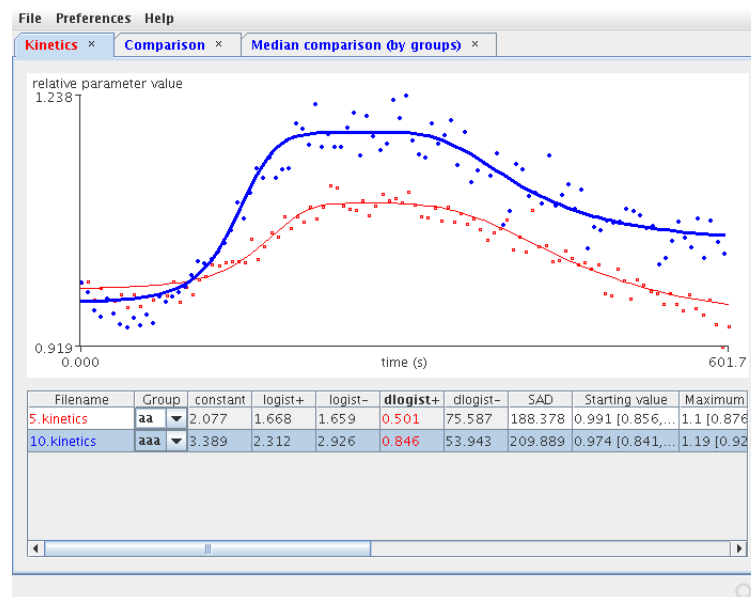 File Preferences Help
Kinetics × Comparison × Median comparison (by groups) ×
relative parameter value
1.238
0.919
0.000 time (s) 601.7
Filename Group constant logist+ logist- dlogist+ dlogist- SAD Starting value Maximum
5.kinetics aa 2.077 1.668 1.659 0.501 75.587 188.378 0.991 [0.856,... 1.1 [0.876
10.kinetics aaa 3.389 2.312 2.926 0.846 53.943 209.889 0.974 [0.841,... 1.19 [0.92